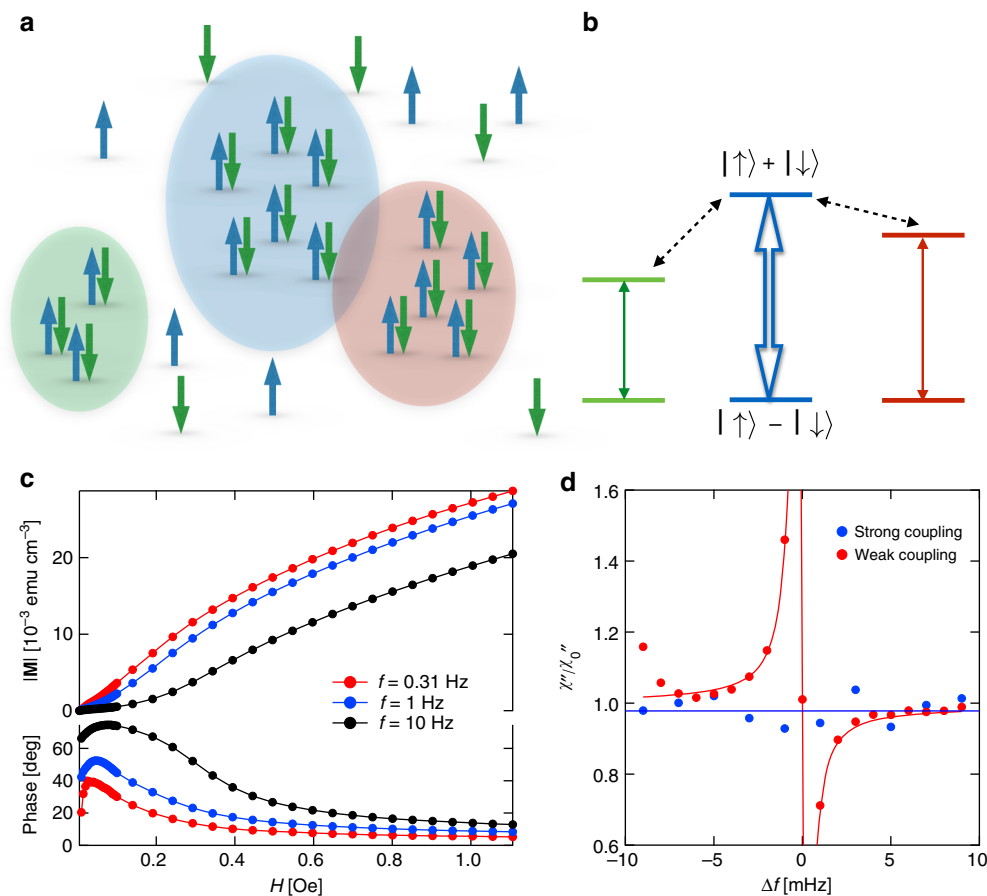 a
b
|↑⟩ + |↓⟩
|↑⟩ − |↓⟩
c
|M| [10⁻³ emu cm⁻³]
20
10
0
f = 0.31 Hz
f = 1 Hz
f = 10 Hz
Phase [deg]
60
40
20
0
0.2 0.4 0.6 0.8 1.0
H [Oe]
d
χ″/χ₀″
1.6
1.4
1.2
1.0
0.8
0.6
Strong coupling
Weak coupling
−10 −5 0 5 10
Δf [mHz]